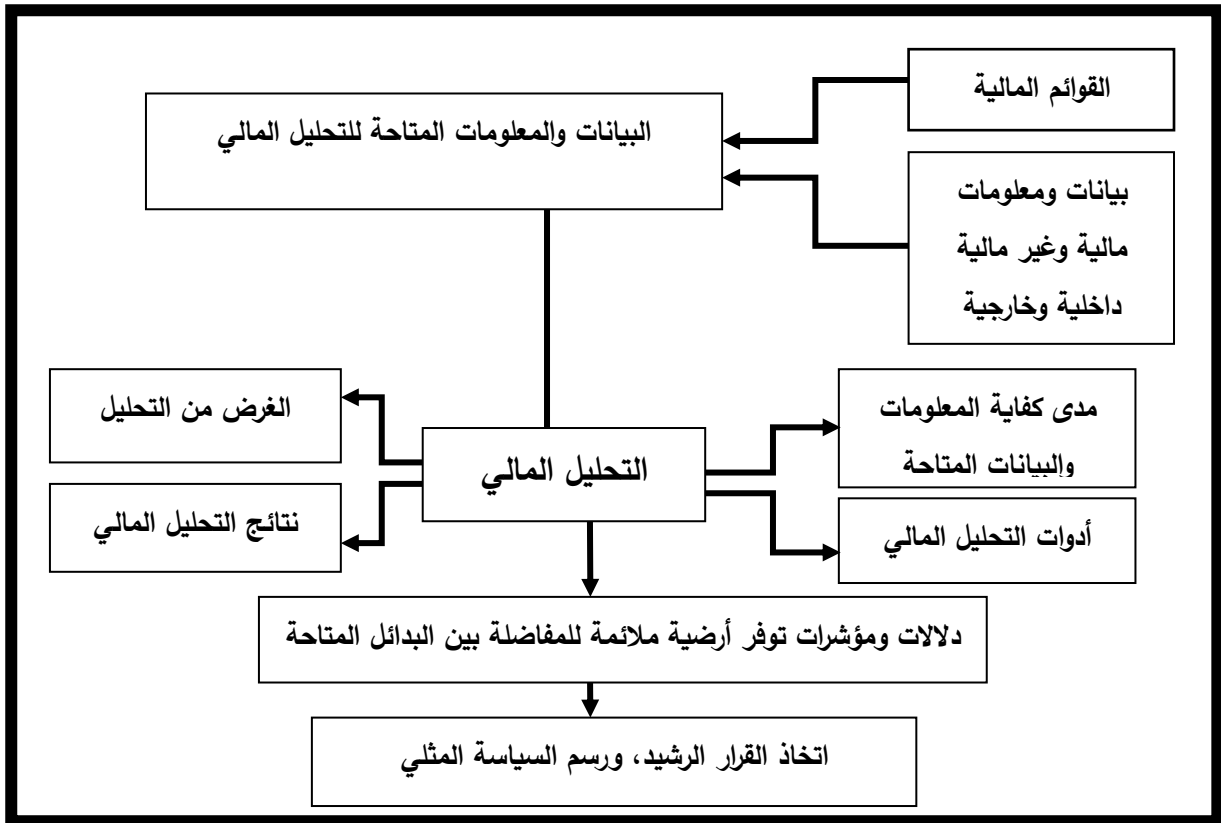 القوائم المالية
البيانات والمعلومات المتاحة للتحليل المالي
بيانات ومعلومات
مالية وغير مالية
داخلية وخارجية
مدى كفاية المعلومات
والبيانات المتاحة
الغرض من التحليل
التحليل المالي
أدوات التحليل المالي
نتائج التحليل المالي
دلالات ومؤشرات توفر أرضية ملائمة للمفاضلة بين البدائل المتاحة
اتخاذ القرار الرشيد، ورسم السياسة المثلي